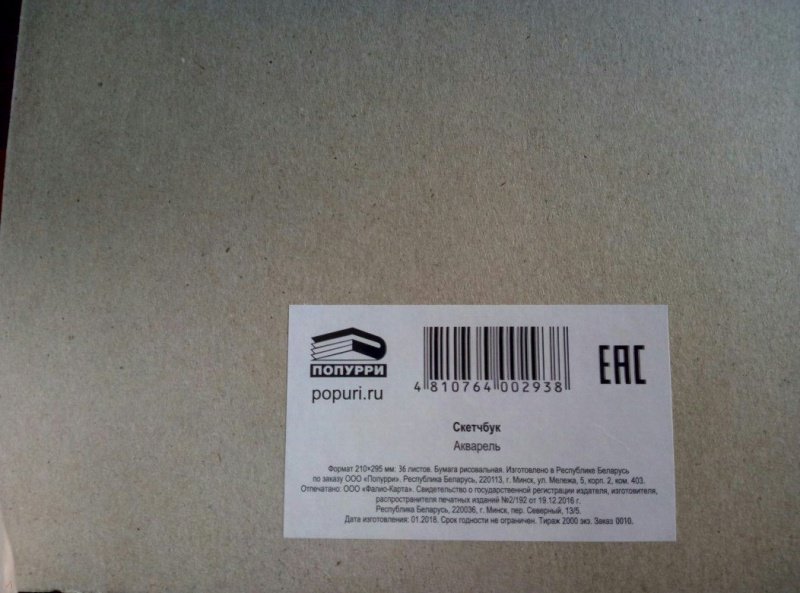 ПОПУРРИ
popuri.ru
4 810764 002938
EAC
Скетчбук
Акварель
Формат 210×295 мм: 36 листов. Бумага рисовальная. Изготовлено в Республике Беларусь
по заказу ООО «Попурри». Республика Беларусь, 220113, г. Минск, ул. Мележа, 5, корп. 2, ком. 403.
Отпечатано: ООО «Фалио-Карта». Свидетельство о государственной регистрации издателя, изготовителя,
распространителя печатных изданий №2/192 от 19.12.2016 г.
Республика Беларусь, 220036, г. Минск, пер. Северный, 13/5.
Дата изготовления: 01.2018. Срок годности не ограничен. Тираж 2000 экз. Заказ 0010.